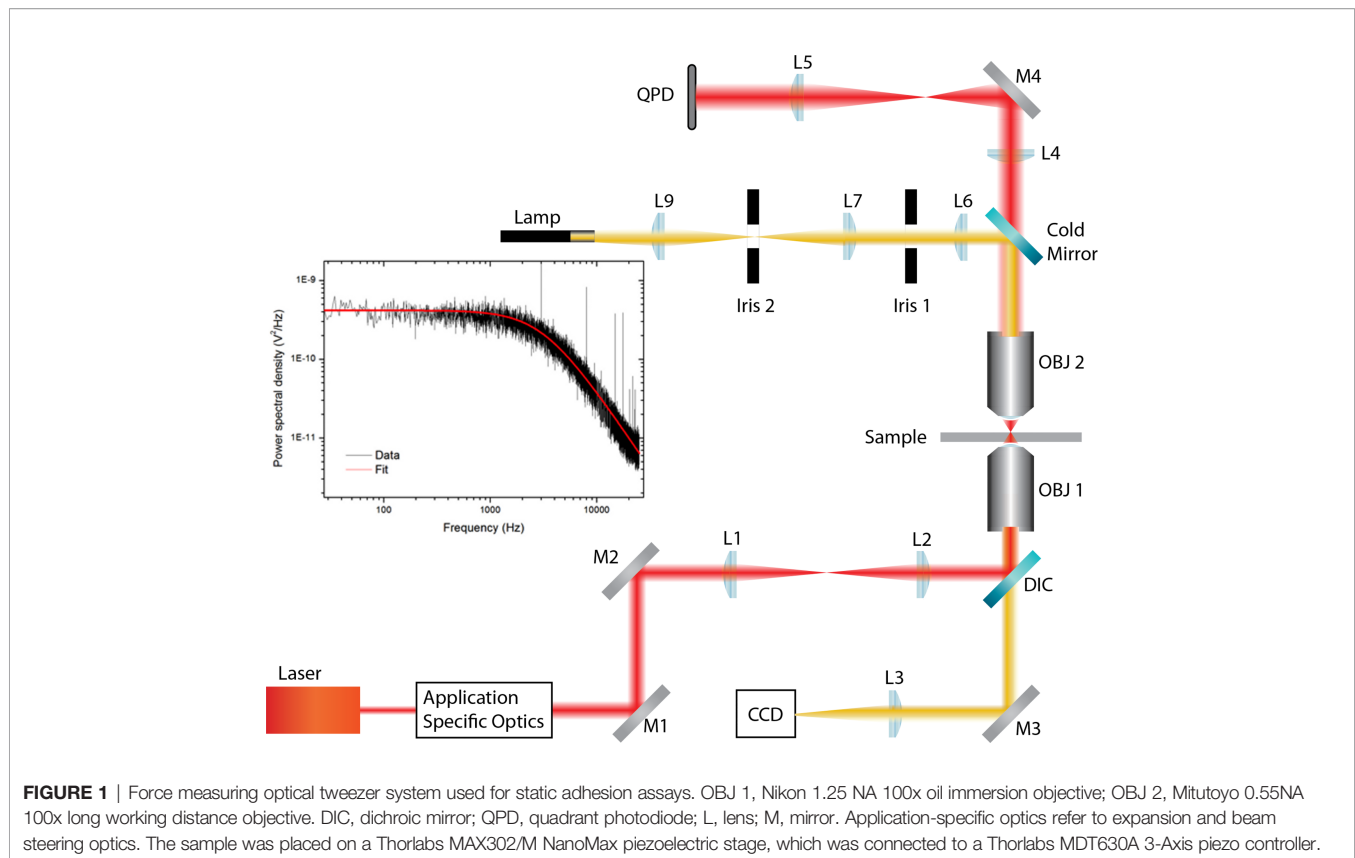 L5
M4
QPD
L4
L9
L7
L6
Lamp
Cold
Mirror
Iris 2
Iris 1
1E-9
1E-10
1E-11
Power spectral density (V²/Hz)
Data
Fit
100
1000
10000
Frequency (Hz)
OBJ 2
Sample
OBJ 1
M2
L1
L2
DIC
Laser
Application
Specific Optics
M1
CCD
L3
M3
FIGURE 1 | Force measuring optical tweezer system used for static adhesion assays. OBJ 1, Nikon 1.25 NA 100x oil immersion objective; OBJ 2, Mitutoyo 0.55NA
100x long working distance objective. DIC, dichroic mirror; QPD, quadrant photodiode; L, lens; M, mirror. Application-specific optics refer to expansion and beam
steering optics. The sample was placed on a Thorlabs MAX302/M NanoMax piezoelectric stage, which was connected to a Thorlabs MDT630A 3-Axis piezo controller.